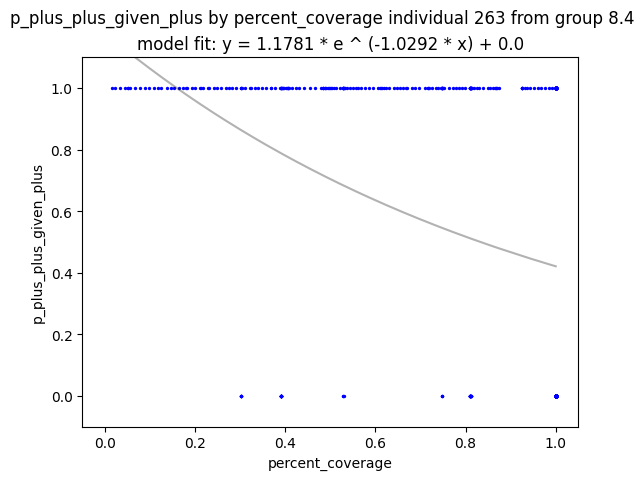 p_plus_plus_given_plus by percent_coverage individual 263 from group 8.4
model fit: y = 1.1781 * e ^ (-1.0292 * x) + 0.0
p_plus_plus_given_plus
1.0
0.8
0.6
0.4
0.2
0.0
0.0 0.2 0.4 0.6 0.8 1.0
percent_coverage